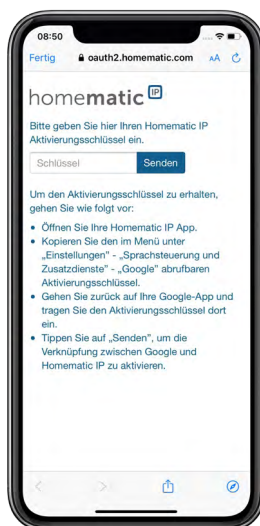 08:50
Fertig oauth2.homematic.com AA
homematic IP
Bitte geben Sie hier Ihren Homematic IP
Aktivierungsschlüssel ein.
Schlüssel Senden
Um den Aktivierungsschlüssel zu erhalten,
gehen Sie wie folgt vor:
• Öffnen Sie Ihre Homematic IP App.
• Kopieren Sie den im Menü unter
„Einstellungen" - „Sprachsteuerung und
Zusatzdienste" - „Google" abrufbaren
Aktivierungsschlüssel.
• Gehen Sie zurück auf Ihre Google-App und
tragen Sie den Aktivierungsschlüssel dort
ein.
• Tippen Sie auf „Senden", um die
Verknüpfung zwischen Google und
Homematic IP zu aktivieren.